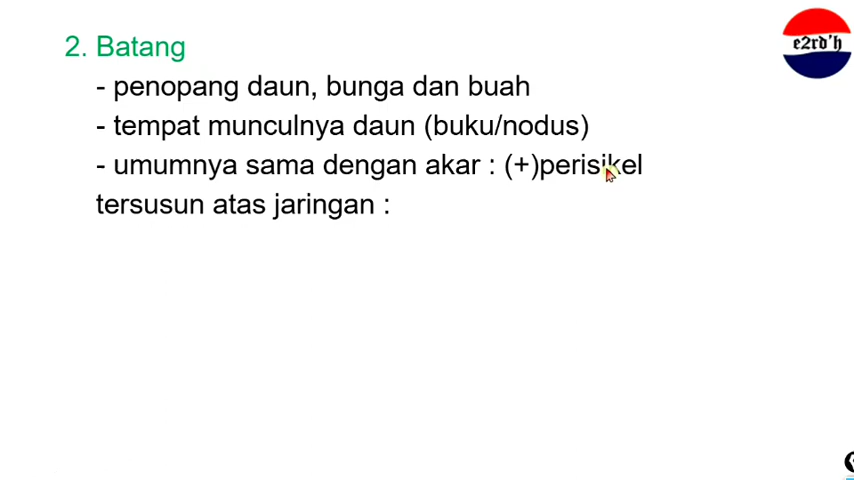 e2rd'h
2. Batang
- penopang daun, bunga dan buah
- tempat munculnya daun (buku/nodus)
- umumnya sama dengan akar : (+)perisikel
tersusun atas jaringan :